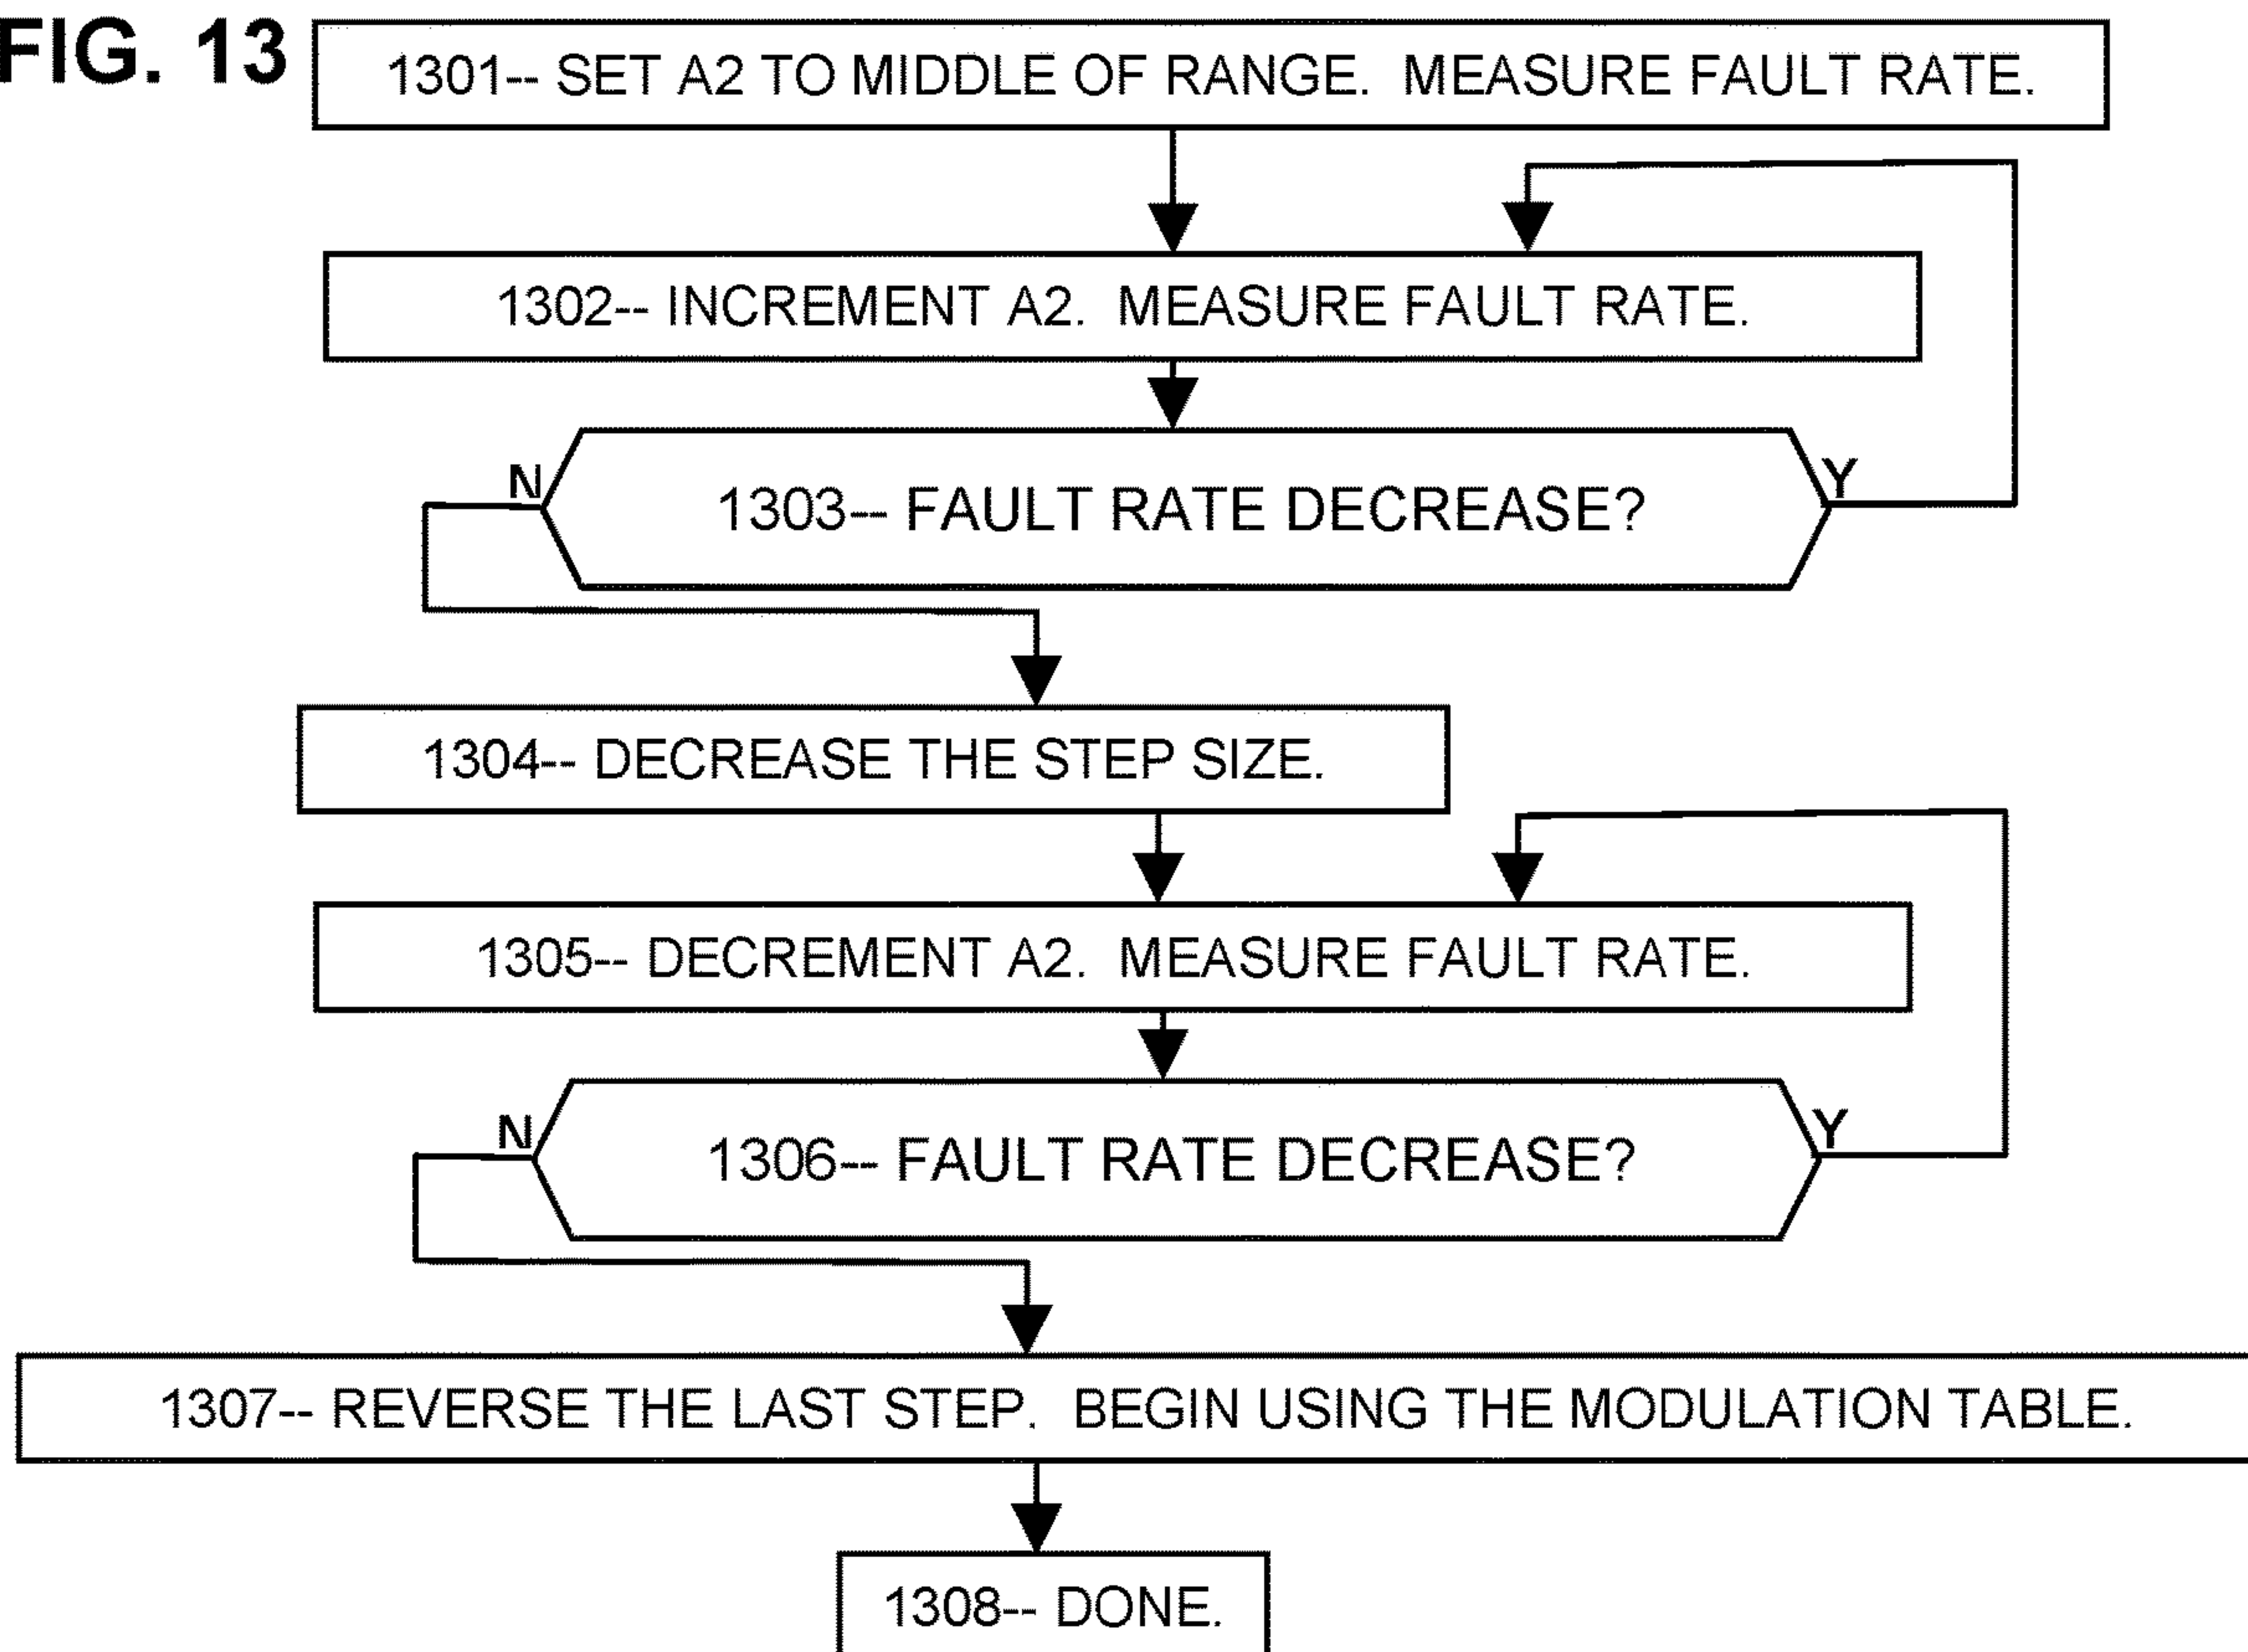 FIG. 13
1301-- SET A2 TO MIDDLE OF RANGE. MEASURE FAULT RATE.
1302-- INCREMENT A2. MEASURE FAULT RATE.
N
Y
1303-- FAULT RATE DECREASE?
1304-- DECREASE THE STEP SIZE.
1305-- DECREMENT A2. MEASURE FAULT RATE.
N
Y
1306-- FAULT RATE DECREASE?
1307-- REVERSE THE LAST STEP. BEGIN USING THE MODULATION TABLE.
1308-- DONE.